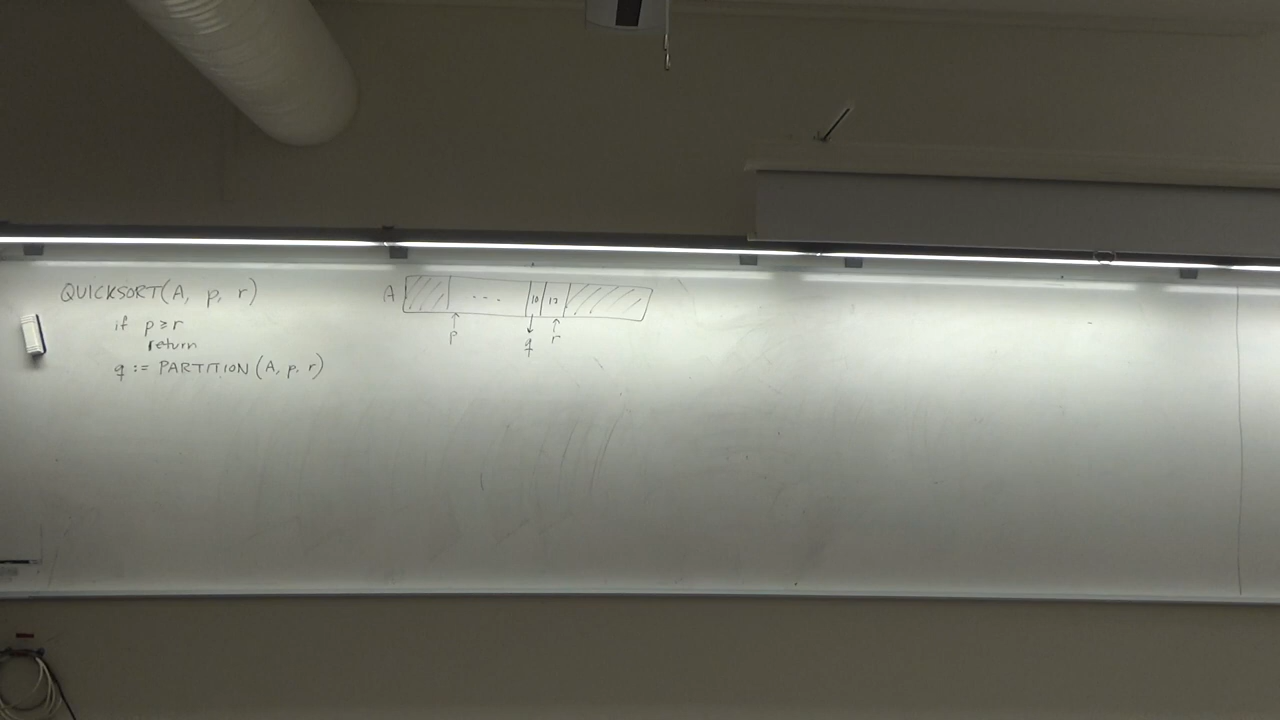 QUICKSORT(A, p, r)
if p ≥ r
return
q := PARTITION(A, p, r)
A ... 10 12
p q r